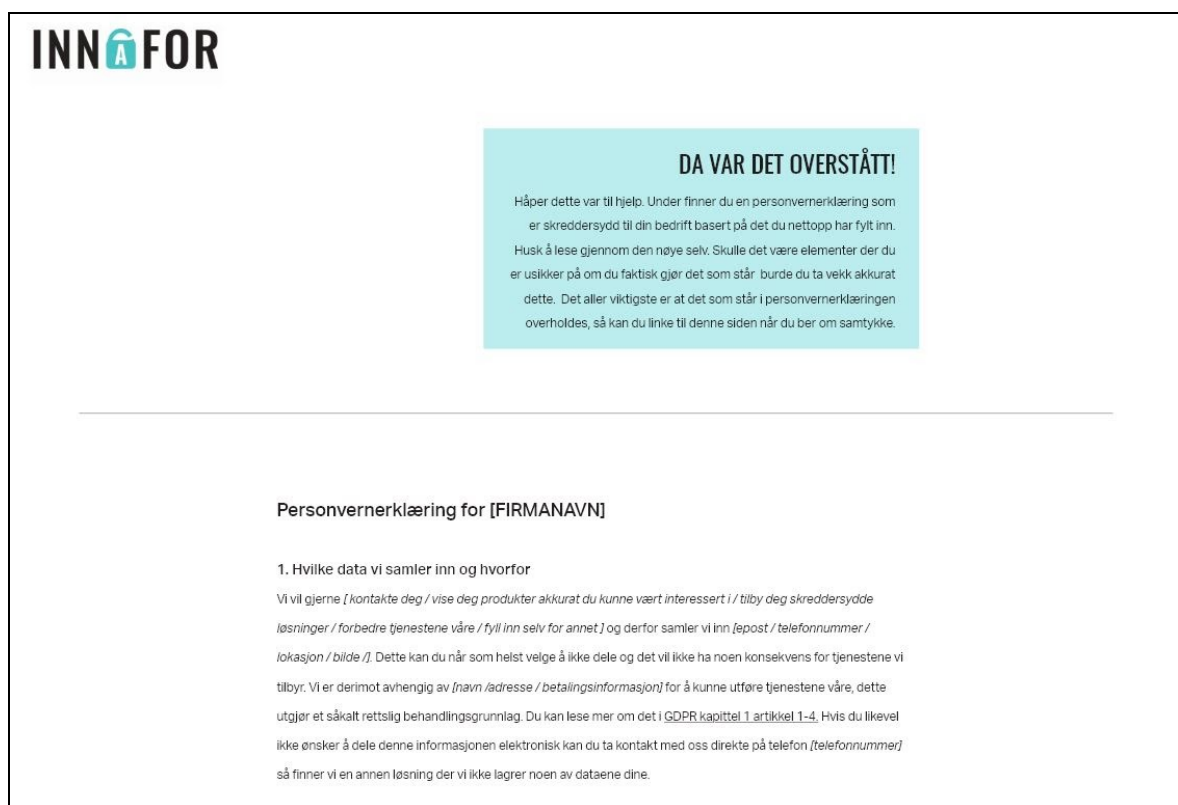 INNAFOR
DA VAR DET OVERSTÅTT!
Håper dette var til hjelp. Under finner du en personvernerklæring som
er skreddersydd til din bedrift basert på det du nettopp har fylt inn.
Husk å lese gjennom den nøye selv. Skulle det være elementer der du
er usikker på om du faktisk gjør det som står burde du ta vekk akkurat
dette. Det aller viktigste er at det som står i personvernerklæringen
overholdes, så kan du linke til denne siden når du ber om samtykke.
Personvernerklæring for [FIRMANAVN]
1. Hvilke data vi samler inn og hvorfor
Vi vil gjerne [ kontakte deg / vise deg produkter akkurat du kunne vært interessert i / tilby deg skreddersydde
løsninger / forbedre tjenestene våre / fyll inn selv for annet ] og derfor samler vi inn [epost / telefonnummer /
lokasjon / bilde /]. Dette kan du når som helst velge å ikke dele og det vil ikke ha noen konsekvens for tjenestene vi
tilbyr. Vi er derimot avhengig av [navn /adresse / betalingsinformasjon] for å kunne utføre tjenestene våre, dette
utgjør et såkalt rettslig behandlingsgrunnlag. Du kan lese mer om det i GDPR kapittel 1 artikkel 1-4. Hvis du likevel
ikke ønsker å dele denne informasjonen elektronisk kan du ta kontakt med oss direkte på telefon [telefonnummer]
så finner vi en annen løsning der vi ikke lagrer noen av dataene dine.